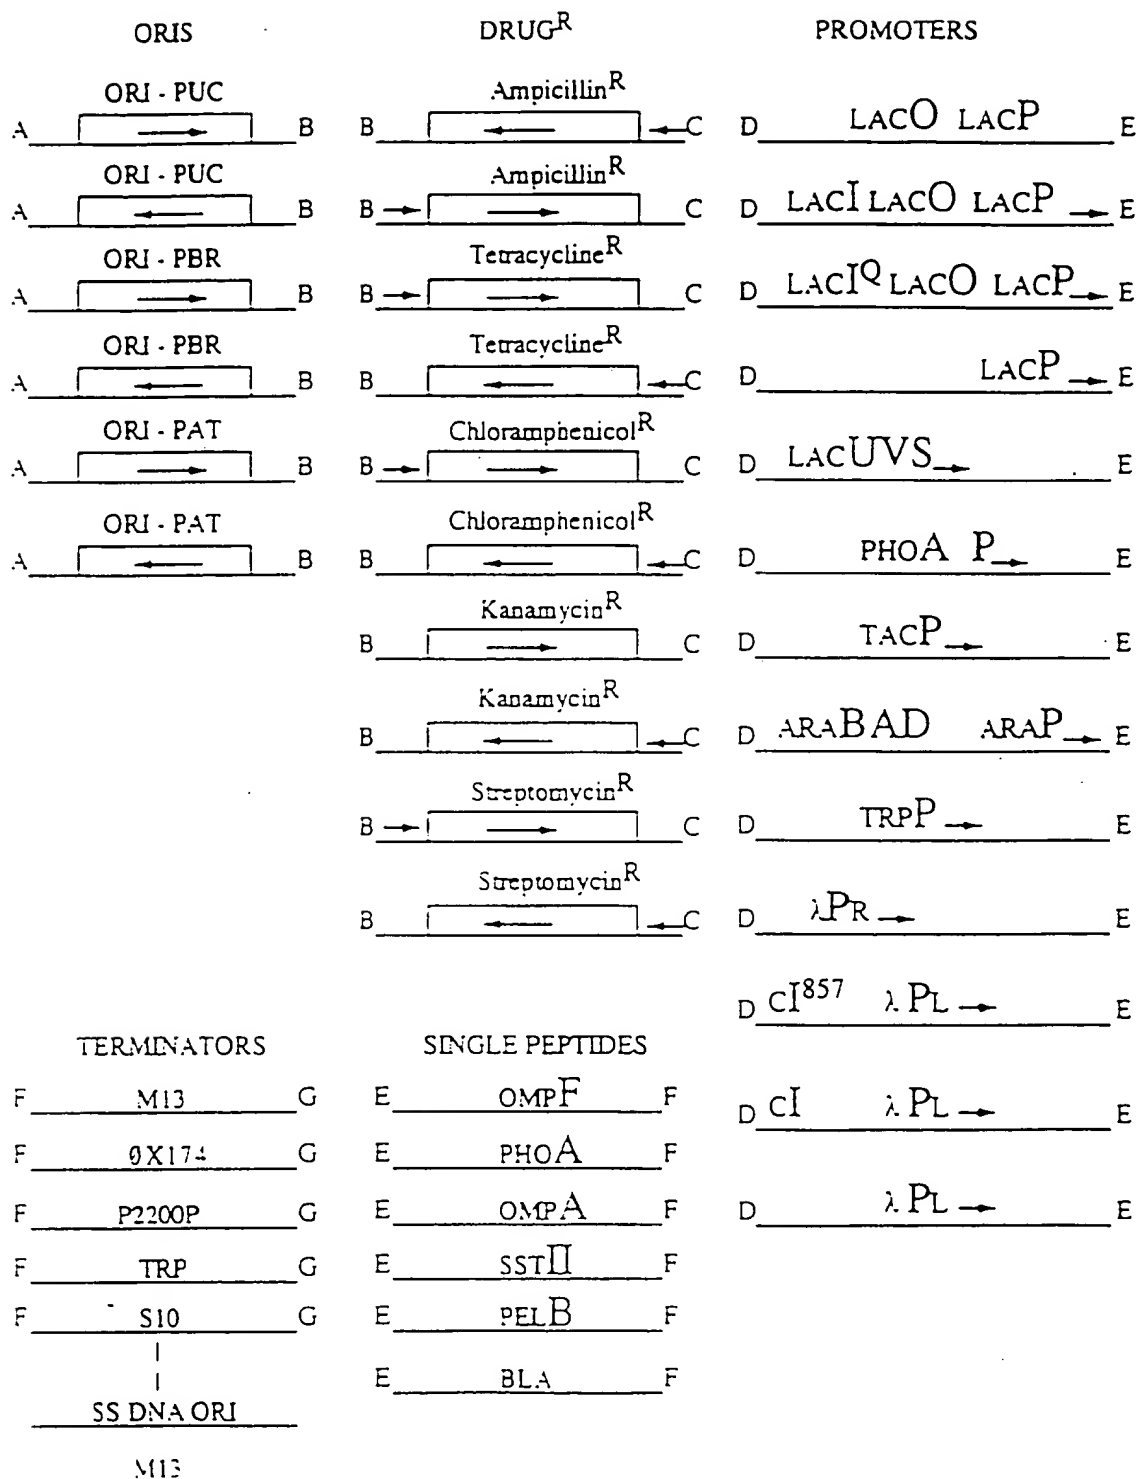 ORIS
ORI - PUC
A B
ORI - PUC
A B
ORI - PBR
A B
ORI - PBR
A B
ORI - PAT
A B
ORI - PAT
A B
DRUGR
AmpicillinR
B C
AmpicillinR
B C
TetracyclineR
B C
TetracyclineR
B C
ChloramphenicolR
B C
ChloramphenicolR
B C
KanamycinR
B C
KanamycinR
B C
StreptomycinR
B C
StreptomycinR
B C
PROMOTERS
D LACO LACP E
D LACI LACO LACP E
D LACIQ LACO LACP E
D LACP E
D LACUVS E
D PHOA P E
D TACP E
D ARABAD ARAP E
D TRPP E
D λPR E
D CI857 λ PL E
D CI λ PL E
D λ PL E
TERMINATORS
F M13 G
F 0X174 G
F P2200P G
F TRP G
F S10 G
SS DNA ORI
M13
SINGLE PEPTIDES
E OMPF F
E PHOA F
E OMPA F
E SSTII F
E PELB F
E BLA F